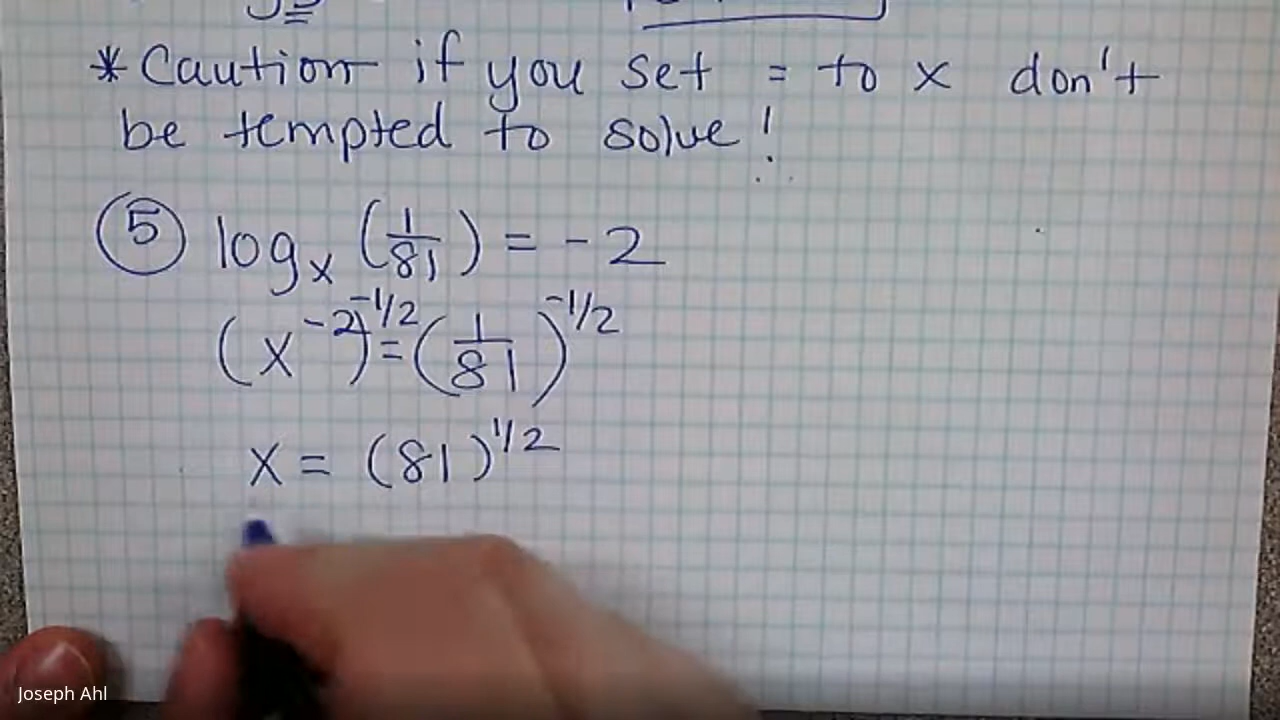 * Caution if you set = to x don't
be tempted to solve!
5 logₓ (1/81) = -2
(x⁻²)^-1/2 = (1/81)^-1/2
x = (81)^1/2
Joseph Ahl